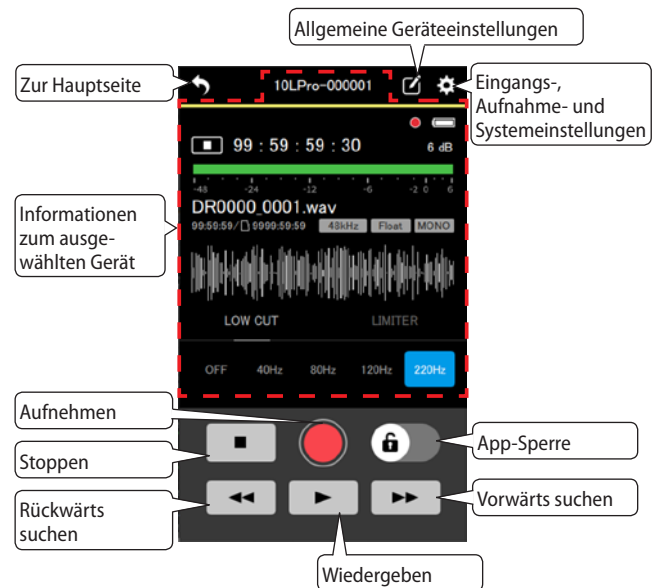 Allgemeine Geräteeinstellungen
Zur Hauptseite
10LPro-000001
Eingangs-,
Aufnahme- und
Systemeinstellungen
99 : 59 : 59 : 30
6 dB
-48 -24 -12 -6 -2 0 6
Informationen
zum ausge-
wählten Gerät
DR0000_0001.wav
99:59:59/ 9999:59:59 48kHz Float MONO
LOW CUT LIMITER
OFF 40Hz 80Hz 120Hz 220Hz
Aufnehmen
App-Sperre
Stoppen
Rückwärts
suchen
Vorwärts suchen
Wiedergeben